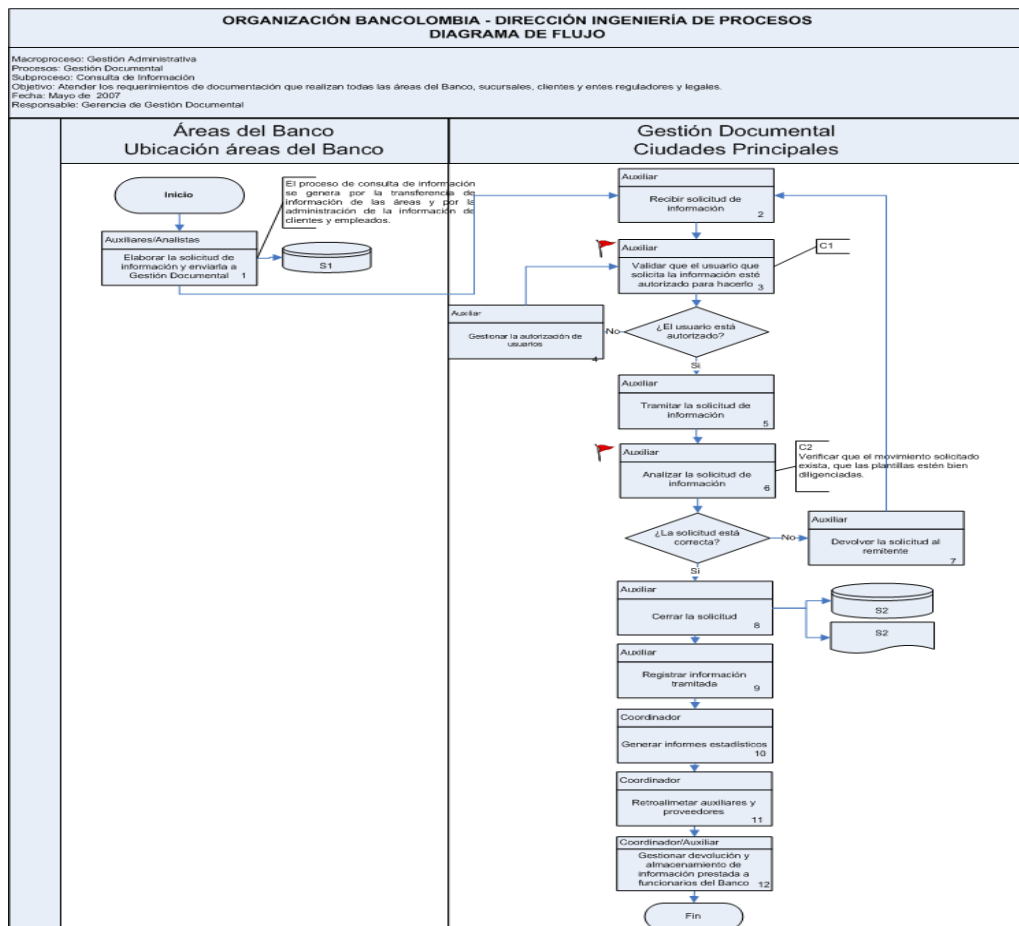 ORGANIZACIÓN BANCOLOMBIA - DIRECCIÓN INGENIERÍA DE PROCESOS
DIAGRAMA DE FLUJO
Macroproceso: Gestión Administrativa
Procesos: Gestión Documental
Subproceso: Consulta de Información
Objetivo: Atender los requerimientos de documentación que realizan todas las áreas del Banco, sucursales, clientes y entes reguladores y legales.
Fecha: Mayo de 2007
Responsable: Gerencia de Gestión Documental
Áreas del Banco
Ubicación áreas del Banco
Gestión Documental
Ciudades Principales
Inicio
El proceso de consulta de información
se genera por la transferencia de
información de las áreas y por la
administración de la información de
clientes y empleados.
Auxiliares/Analistas
Elaborar la solicitud de
información y enviarla a
Gestión Documental 1
S1
Auxiliar
Recibir solicitud de
información
2
Auxiliar
Validar que el usuario que
solicita la información esté
autorizado para hacerlo 3
C1
Auxiliar
Gestionar la autorización de
usuarios
4
No
¿El usuario está
autorizado?
Si
Auxiliar
Tramitar la solicitud de
información
5
Auxiliar
Analizar la solicitud de
información
6
C2
Verificar que el movimiento solicitado
exista, que las plantillas estén bien
diligenciadas.
¿La solicitud está
correcta?
No
Auxiliar
Devolver la solicitud al
remitente
7
Si
Auxiliar
Cerrar la solicitud
8
S2
S2
Auxiliar
Registrar información
tramitada
9
Coordinador
Generar informes estadísticos
10
Coordinador
Retroalimetar auxiliares y
proveedores
11
Coordinador/Auxiliar
Gestionar devolución y
almacenamiento de
información prestada a
funcionarios del Banco 12
Fin